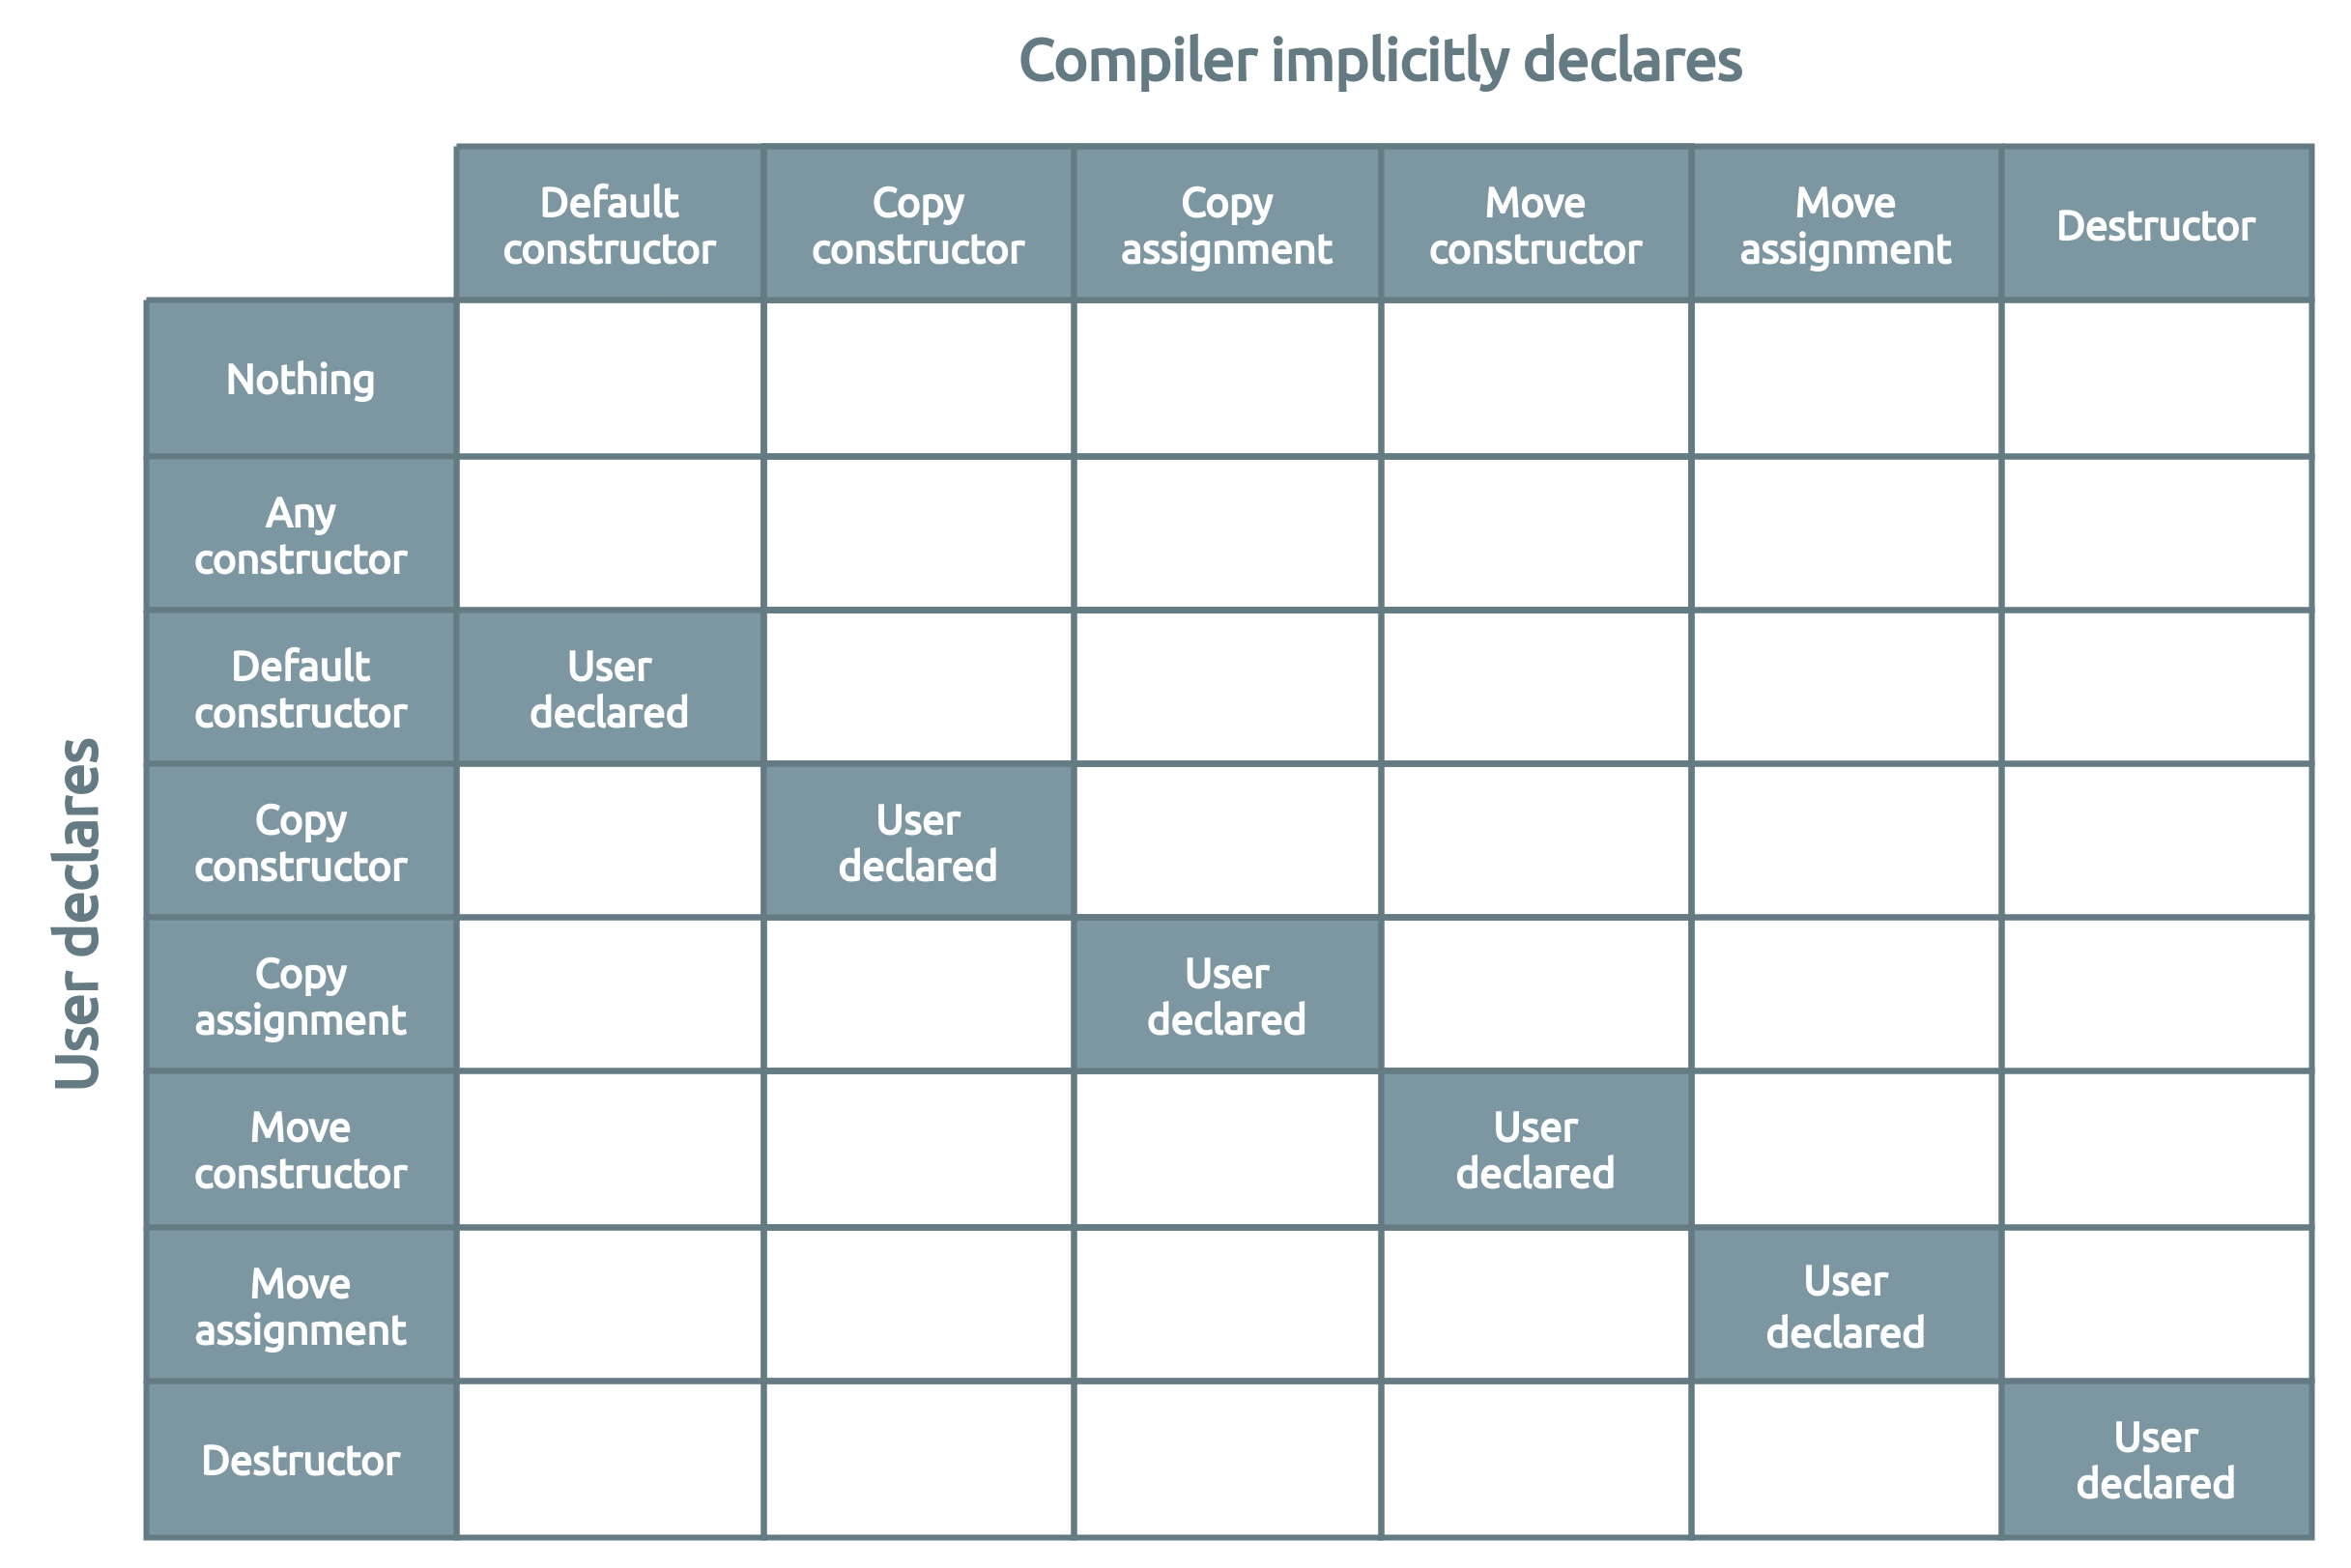 Compiler implicitly declares
Default
constructor
Copy
constructor
Copy
assignment
Move
constructor
Move
assignment
Destructor
User declares
Nothing
Any
constructor
Default
constructor
User
declared
Copy
constructor
User
declared
Copy
assignment
User
declared
Move
constructor
User
declared
Move
assignment
User
declared
Destructor
User
declared